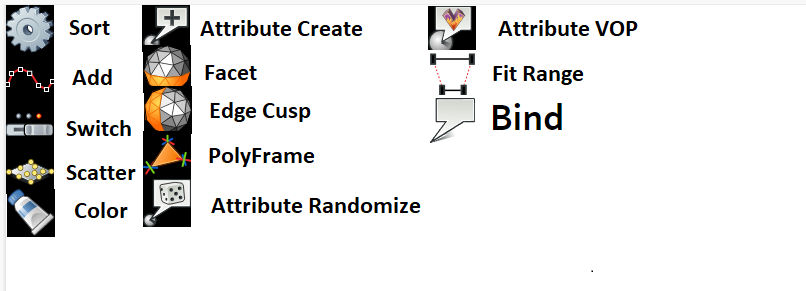 Sort
Add
Switch
Scatter
Color
Attribute Create
Facet
Edge Cusp
PolyFrame
Attribute Randomize
Attribute VOP
Fit Range
Bind